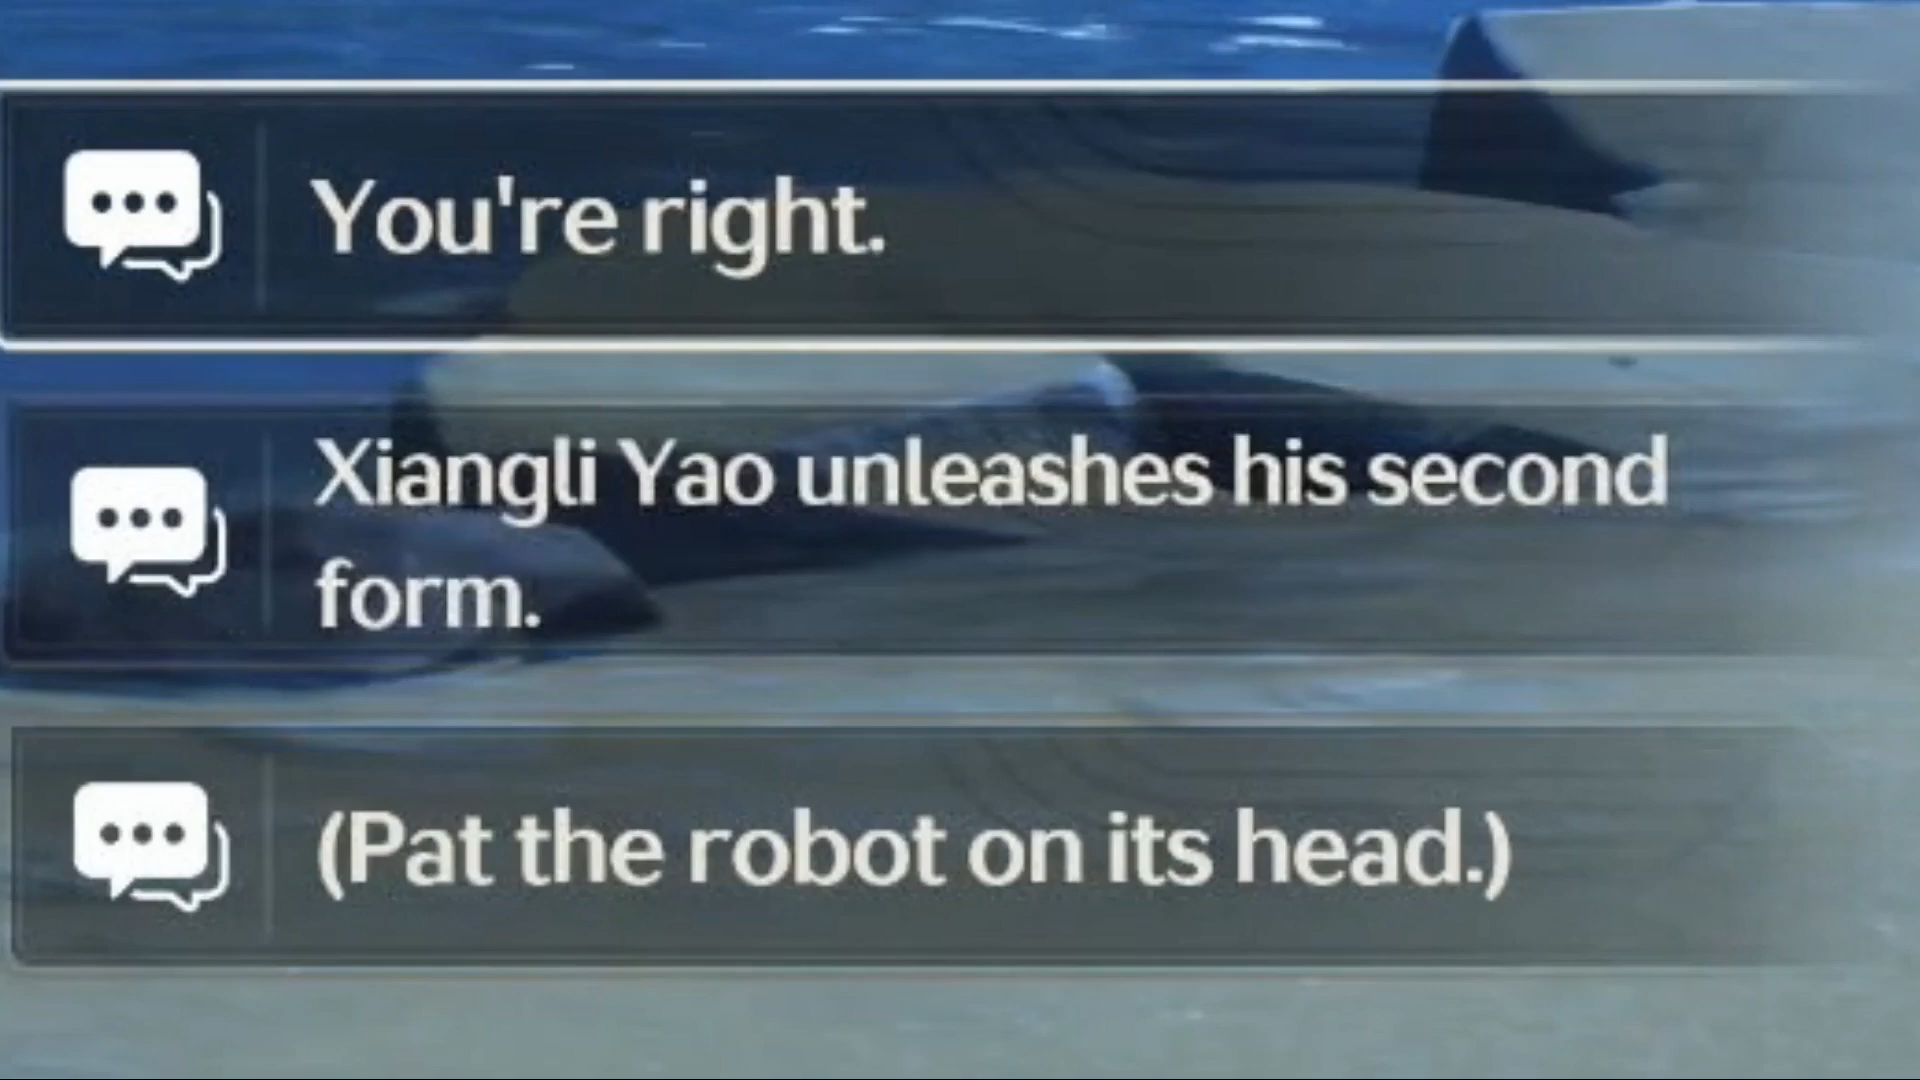 You're right.
Xiangli Yao unleashes his second
form.
(Pat the robot on its head.)